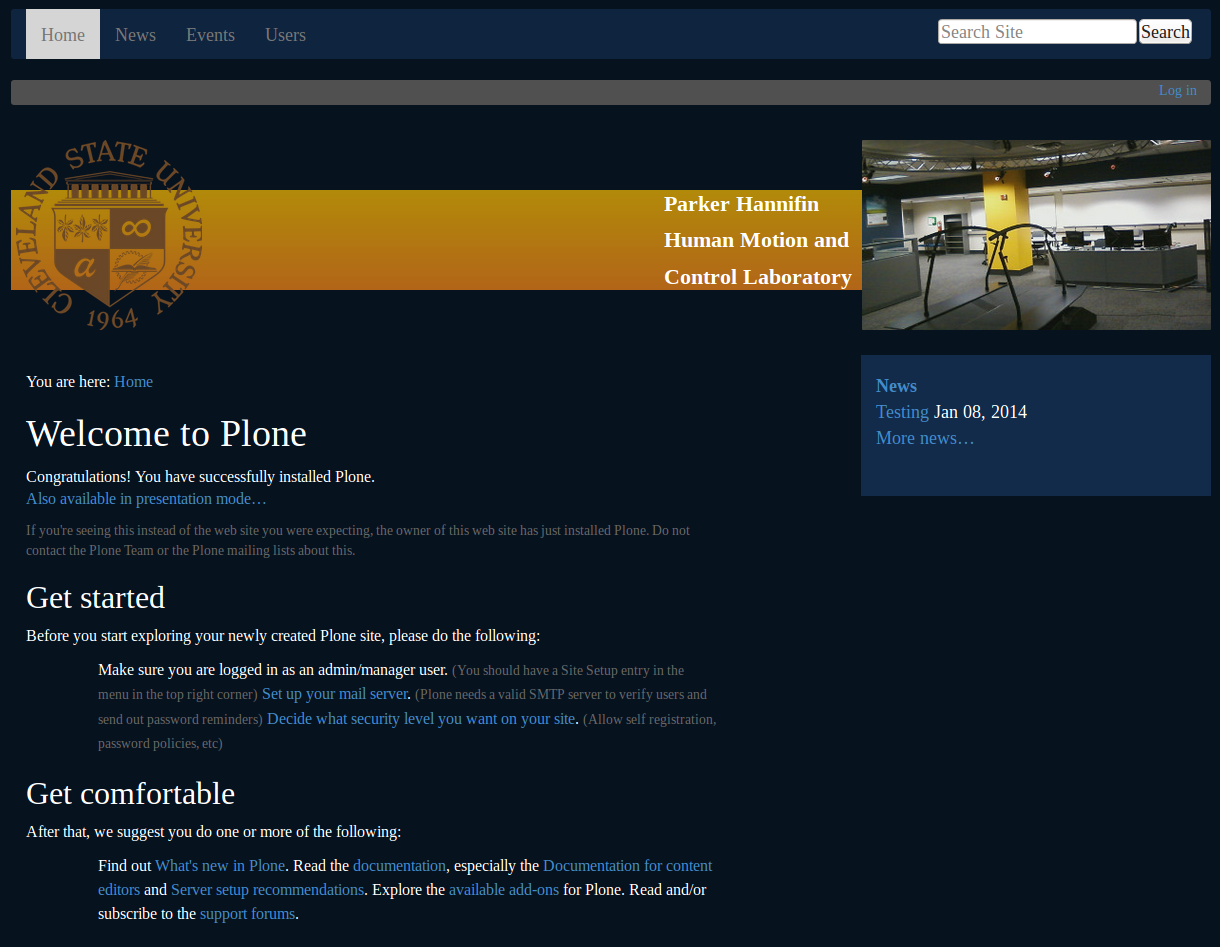 Home News Events Users
Search Site Search
Log in
CLEVELAND STATE UNIVERSITY
1964
Parker Hannifin
Human Motion and
Control Laboratory
You are here: Home
Welcome to Plone
Congratulations! You have successfully installed Plone.
Also available in presentation mode…
If you're seeing this instead of the web site you were expecting, the owner of this web site has just installed Plone. Do not
contact the Plone Team or the Plone mailing lists about this.
Get started
Before you start exploring your newly created Plone site, please do the following:
Make sure you are logged in as an admin/manager user. (You should have a Site Setup entry in the
menu in the top right corner) Set up your mail server. (Plone needs a valid SMTP server to verify users and
send out password reminders) Decide what security level you want on your site. (Allow self registration,
password policies, etc)
Get comfortable
After that, we suggest you do one or more of the following:
Find out What's new in Plone. Read the documentation, especially the Documentation for content
editors and Server setup recommendations. Explore the available add-ons for Plone. Read and/or
subscribe to the support forums.
News
Testing Jan 08, 2014
More news…